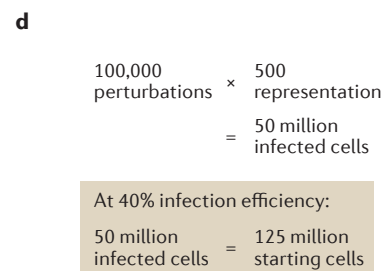 d
100,000 × 500
perturbations representation
= 50 million
infected cells
At 40% infection efficiency:
50 million = 125 million
infected cells starting cells